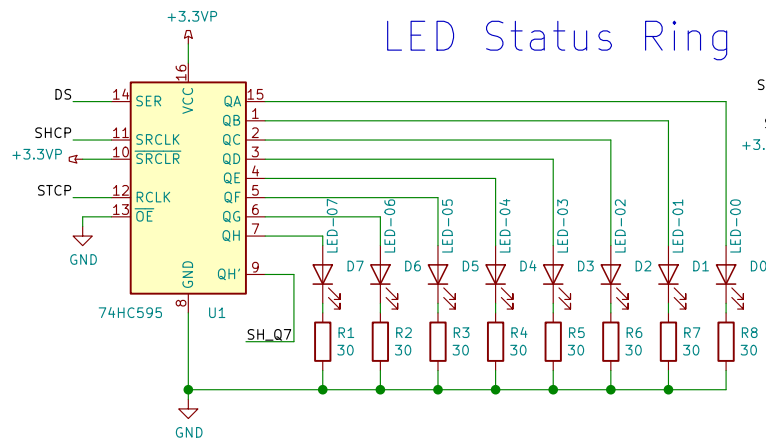 LED Status Ring
+3.3VP
16
VCC
DS
14
SER
QA
15
QB
1
SHCP
11
SRCLK
QC
2
+3.3VP
10
SRCLR
QD
3
QE
4
STCP
12
RCLK
QF
5
13
OE
QG
6
QH
7
GND
GND
QH'
9
8
74HC595
U1
SH_Q7
LED-07
LED-06
LED-05
LED-04
LED-03
LED-02
LED-01
LED-00
D7
D6
D5
D4
D3
D2
D1
D0
R1
30
R2
30
R3
30
R4
30
R5
30
R6
30
R7
30
R8
30
GND
S
+3.